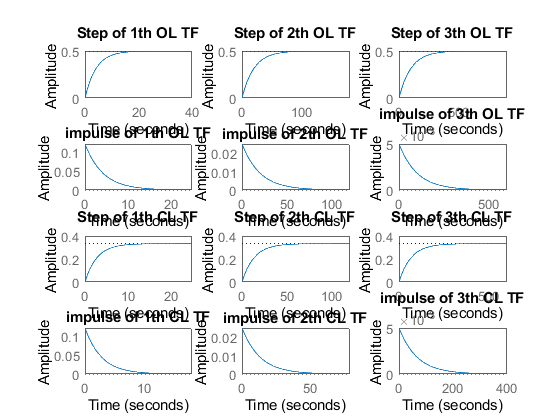 Step of 1th OL TF Step of 2th OL TF Step of 3th OL TF
Amplitude Amplitude Amplitude
0.5 0.5 0.5
0 0 0
0 20 40 0 100 0 500
Time (seconds) Time (seconds) Time (seconds)
impulse of 1th OL TF impulse of 2th OL TF impulse of 3th OL TF
Amplitude Amplitude Amplitude
0.1 0.05 0 0.02 0.01 0 5 0
0 10 20 0 50 100 0 500
Time (seconds) Time (seconds) Time (seconds)
Step of 1th CL TF Step of 2th CL TF Step of 3th CL TF
Amplitude Amplitude Amplitude
0.4 0.2 0 0.4 0.2 0 0.4 0.2 0
0 10 20 0 50 100 0
Time (seconds) Time (seconds) Time (seconds)
impulse of 1th CL TF impulse of 2th CL TF impulse of 3th CL TF
Amplitude Amplitude Amplitude
0.1 0.05 0 0.02 0.01 0 5 0
0 10 0 50 0 200 400
Time (seconds) Time (seconds) Time (seconds)